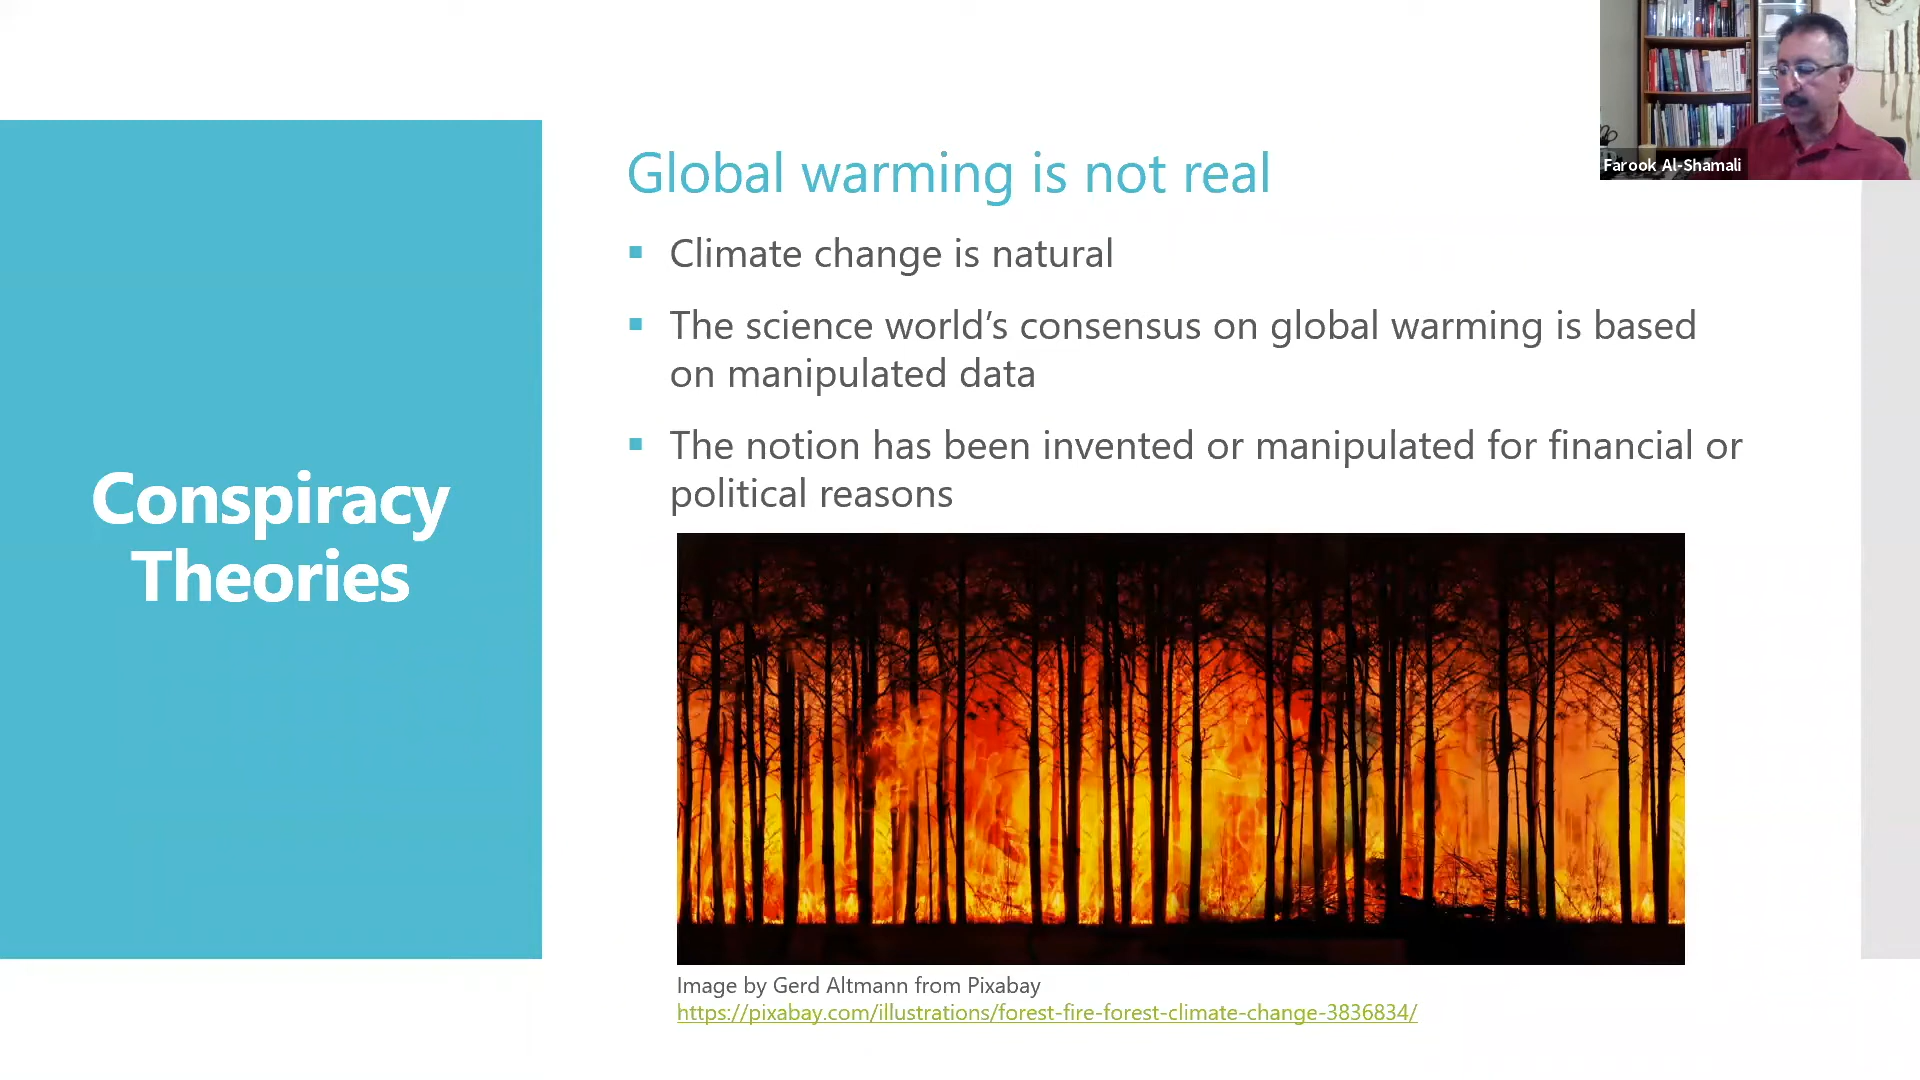 Conspiracy
Theories
Global warming is not real
Climate change is natural
The science world’s consensus on global warming is based
on manipulated data
The notion has been invented or manipulated for financial or
political reasons
Image by Gerd Altmann from Pixabay
https://pixabay.com/illustrations/forest-fire-forest-climate-change-3836834/
Farook Al-Shamali